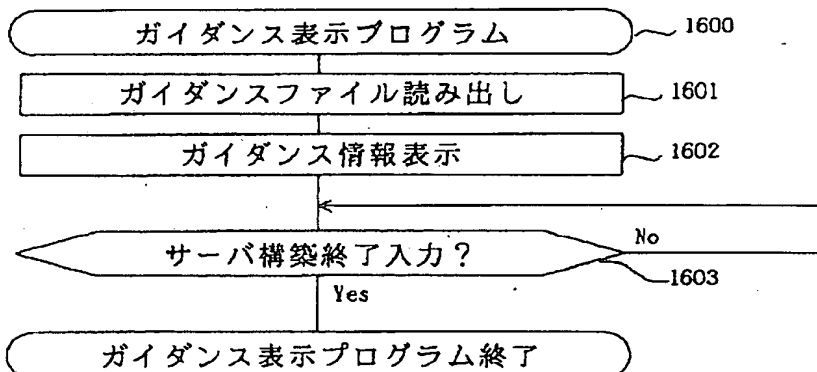 ガイダンス表示プログラム
1600
ガイダンスファイル読み出し
1601
ガイダンス情報表示
1602
サーバ構築終了入力？
No
1603
Yes
ガイダンス表示プログラム終了